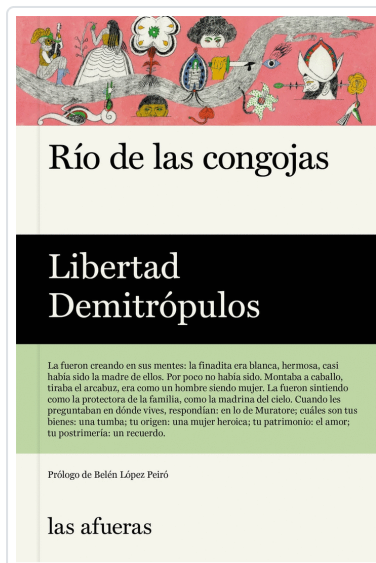 Río de las congojas
Libertad
Demitrópulos
La fueron creando en sus mentes: la finadita era blanca, hermosa, casi
había sido la madre de ellos. Por poco no había sido. Montaba a caballo,
tiraba el arcabuz, era como un hombre siendo mujer. La fueron sintiendo
como la protectora de la familia, como la madrina del cielo. Cuando les
preguntaban en dónde vives, respondían: en lo de Muratore; cuáles son tus
bienes: una tumba; tu origen: una mujer heroica; tu patrimonio: el amor;
tu postrimería: un recuerdo.
Prólogo de Belén López Peiró
las afueras